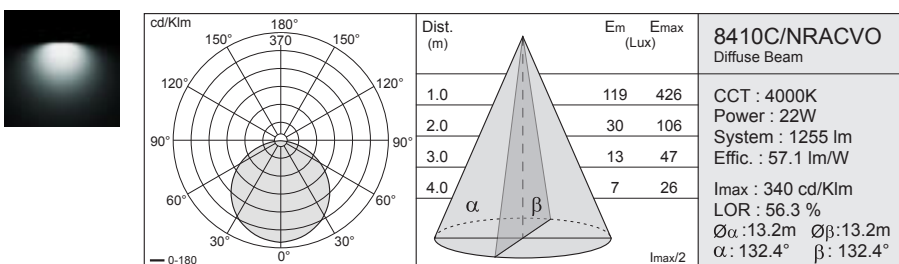 cd/Klm
180°
150° 370 150°
120° 120°
90° 90°
60° 60°
30° 30°
0°
0-180
Dist. Em Emax
(m) (Lux)
1.0 119 426
2.0 30 106
3.0 13 47
4.0 7 26
α β
Imax/2
8410C/NRACVO
Diffuse Beam
CCT : 4000K
Power : 22W
System : 1255 lm
Effic. : 57.1 lm/W
Imax : 340 cd/Klm
LOR : 56.3 %
Øα:13.2m Øβ:13.2m
α: 132.4° β: 132.4°